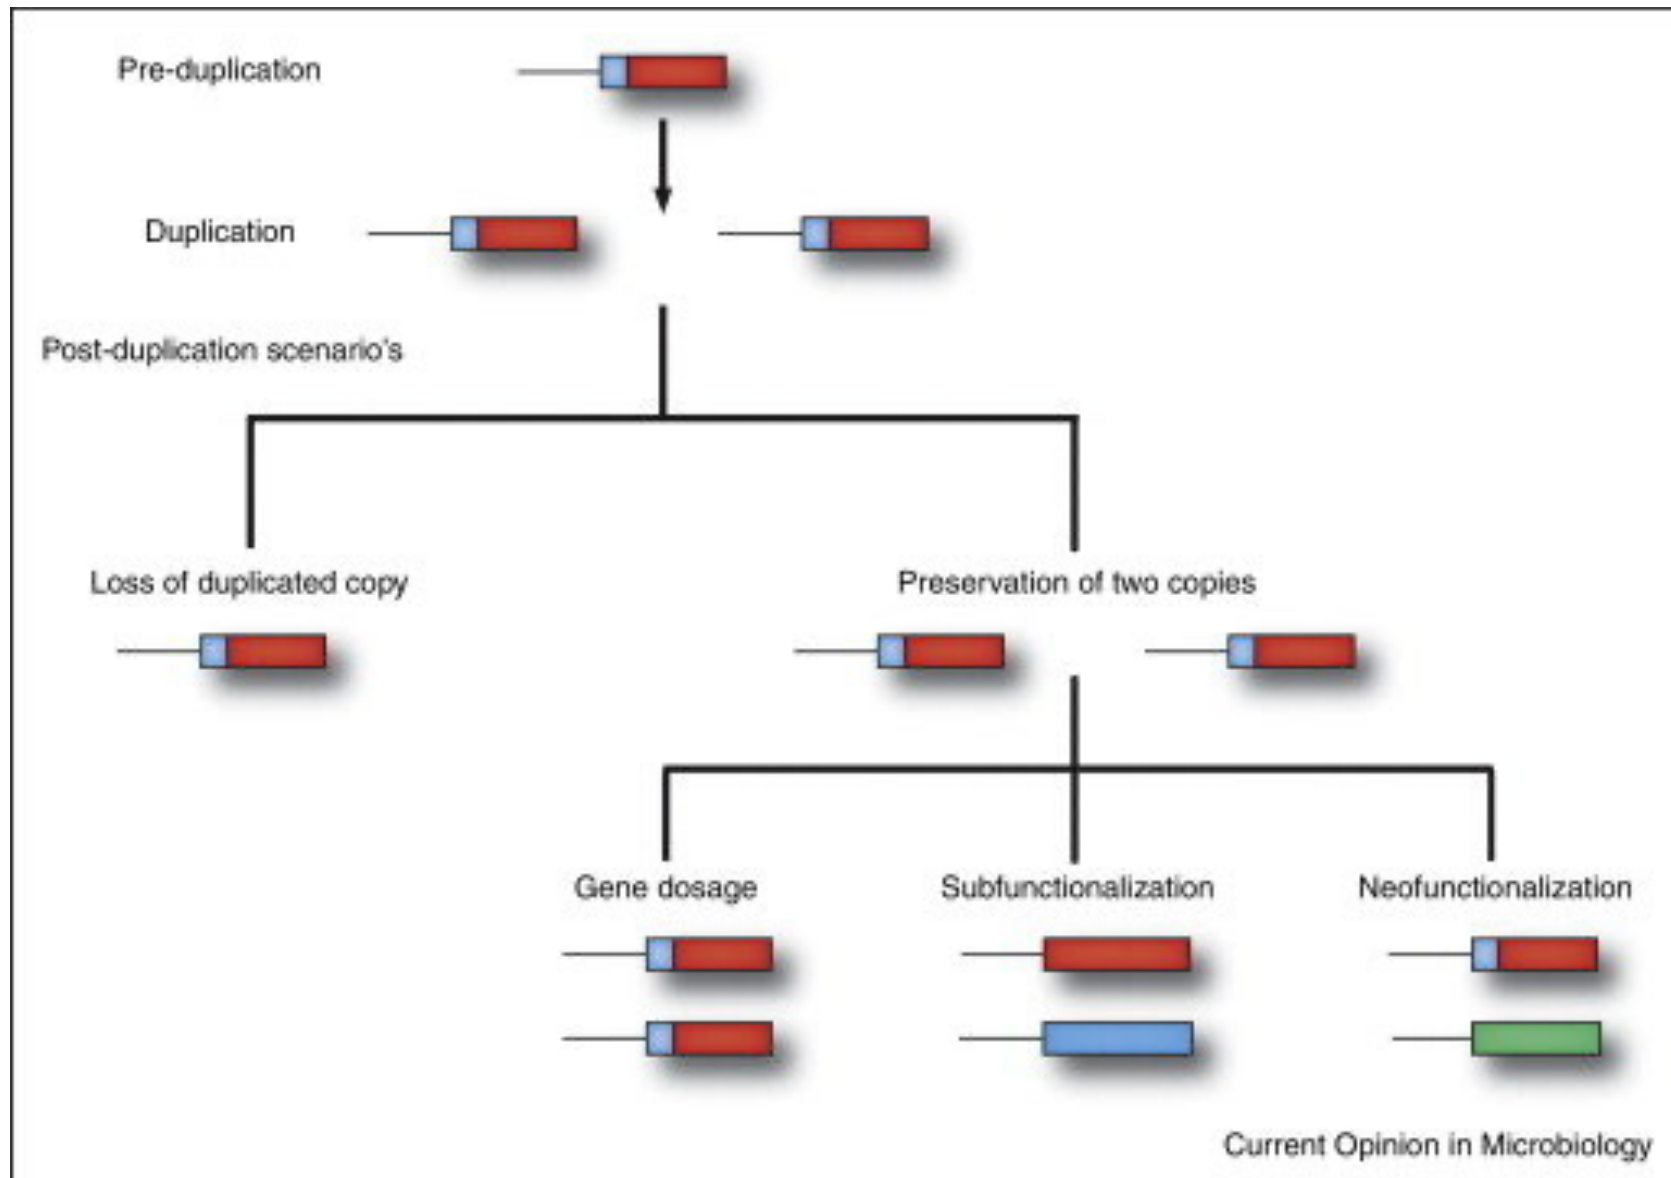 Pre-duplication
Duplication
Post-duplication scenario's
Loss of duplicated copy
Preservation of two copies
Gene dosage
Subfunctionalization
Neofunctionalization
Current Opinion in Microbiology